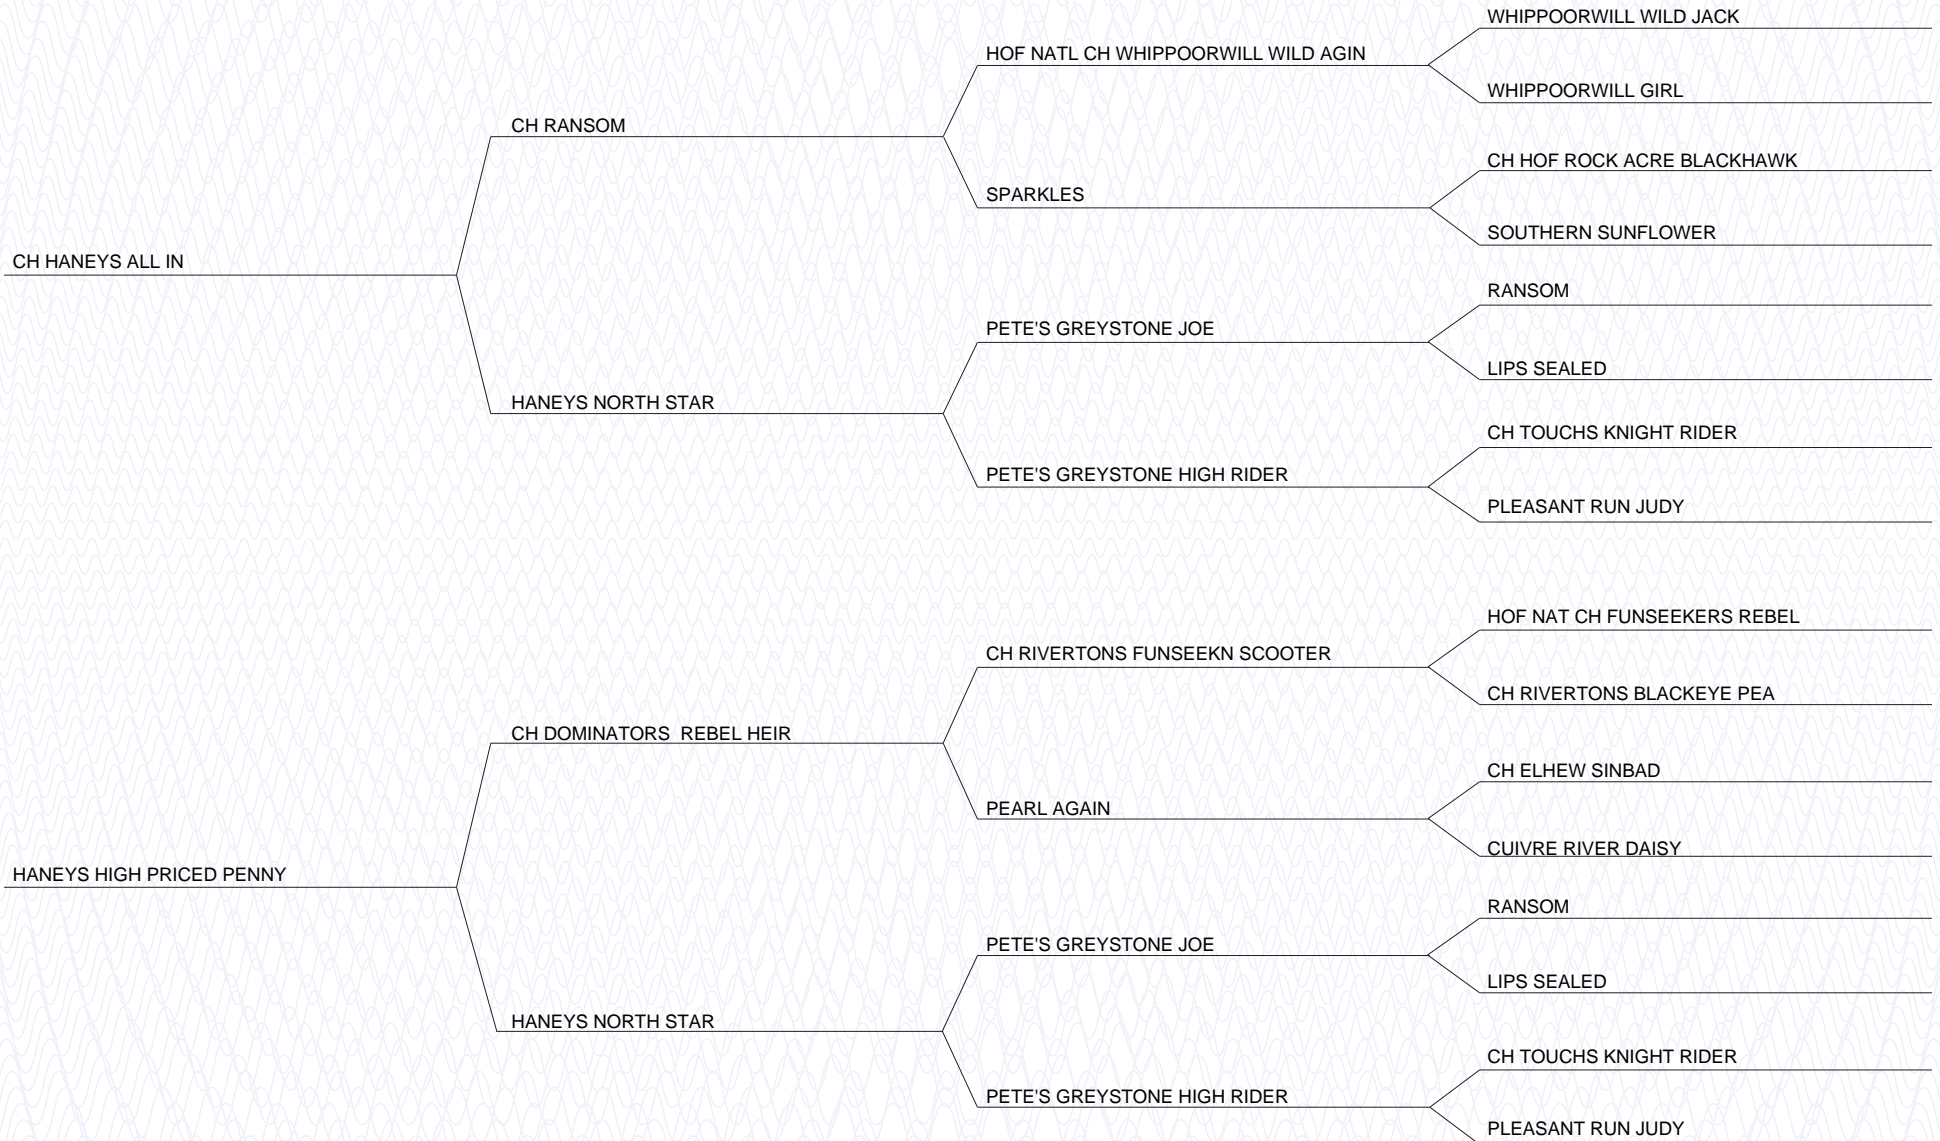 WHIPPOORWILL WILD JACK
HOF NATL CH WHIPPOORWILL WILD AGIN
WHIPPOORWILL GIRL
CH RANSOM
CH HOF ROCK ACRE BLACKHAWK
SPARKLES
SOUTHERN SUNFLOWER
CH HANEYS ALL IN
RANSOM
PETE'S GREYSTONE JOE
LIPS SEALED
HANEYS NORTH STAR
CH TOUCHS KNIGHT RIDER
PETE'S GREYSTONE HIGH RIDER
PLEASANT RUN JUDY
HOF NAT CH FUNSEEKERS REBEL
CH RIVERTONS FUNSEEKN SCOOTER
CH RIVERTONS BLACKEYE PEA
CH DOMINATORS  REBEL HEIR
CH ELHEW SINBAD
PEARL AGAIN
CUIVRE RIVER DAISY
HANEYS HIGH PRICED PENNY
RANSOM
PETE'S GREYSTONE JOE
LIPS SEALED
HANEYS NORTH STAR
CH TOUCHS KNIGHT RIDER
PETE'S GREYSTONE HIGH RIDER
PLEASANT RUN JUDY